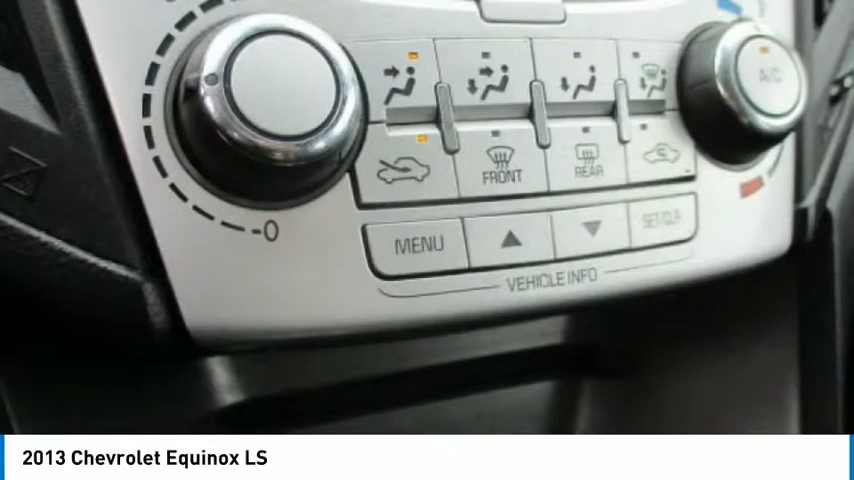 A/C
FRONT
REAR
0
MENU
SET/CLR
VEHICLE INFO
2013 Chevrolet Equinox LS